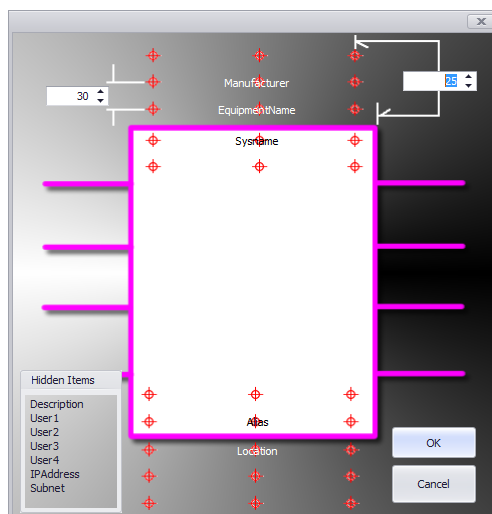 25
Manufacturer
30
EquipmentName
Sysname
Hidden Items
Description
User1
User2
User3
User4
IPAddress
Subnet
Alias
Location
OK
Cancel